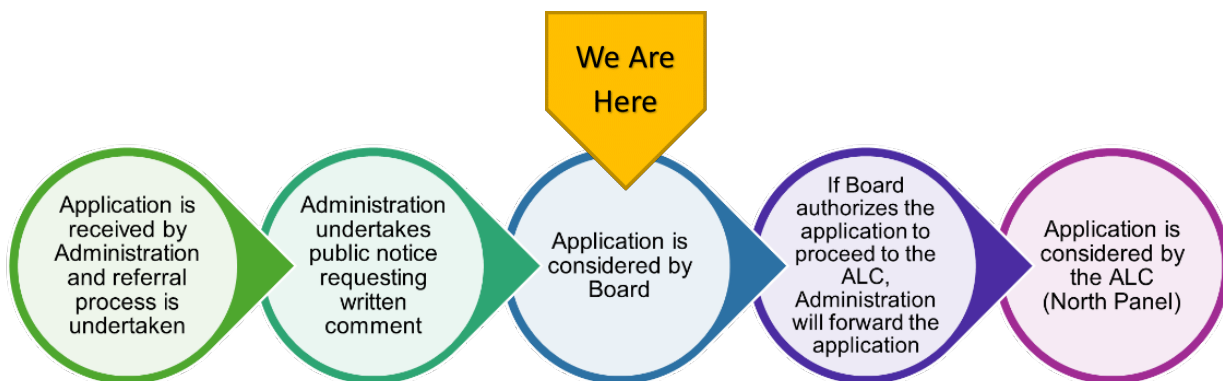 We Are
Here
Application is
received by
Administration
and referral
process is
undertaken
Administration
undertakes
public notice
requesting
written
comment
Application is
considered by
Board
If Board
authorizes the
application to
proceed to the
ALC,
Administration
will forward the
application
Application is
considered by
the ALC
(North Panel)